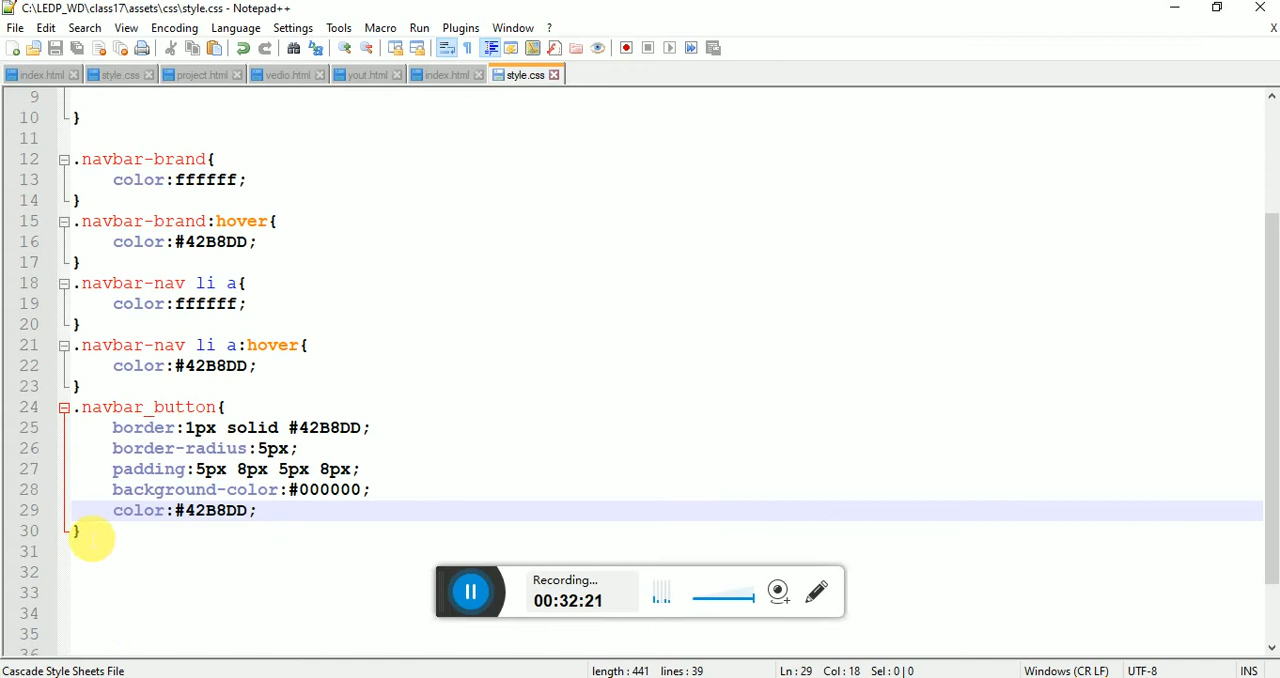 C:\LEDP_WD\class17\assets\css\style.css - Notepad++
File Edit Search View Encoding Language Settings Tools Macro Run Plugins Window ? X
index.html style.css project.html vedio.html yout.html index.html style.css
9
10 }
11
12 .navbar-brand{
13 color:ffffff;
14 }
15 .navbar-brand:hover{
16 color:#42B8DD;
17 }
18 .navbar-nav li a{
19 color:ffffff;
20 }
21 .navbar-nav li a:hover{
22 color:#42B8DD;
23 }
24 .navbar_button{
25 border:1px solid #42B8DD;
26 border-radius:5px;
27 padding:5px 8px 5px 8px;
28 background-color:#000000;
29 color:#42B8DD;
30 }
31
32
33
34
35
36
Recording...
00:32:21
Cascade Style Sheets File length : 441 lines : 39 Ln : 29 Col : 18 Sel : 0 | 0 Windows (CR LF) UTF-8 INS